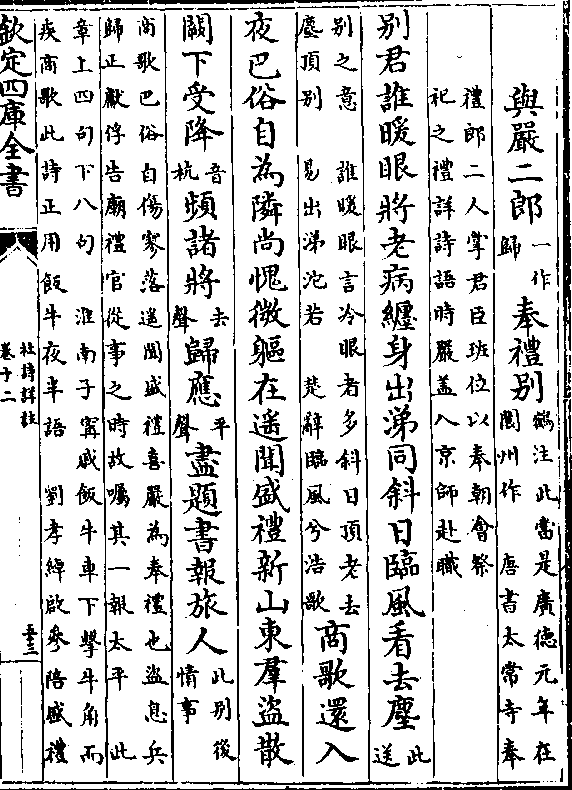 與嚴二郎一作歸奉禮别鶴注此當是廣德元年在閬州作 唐書太常寺奉
禮郎二人掌君臣班位以奉朝會祭
祀之禮詳詩語時嚴蓋入京師赴職
别君誰暖眼將老病纏身出涕同斜日臨風看去塵此送
别之意 誰暖眼言冷眼者多斜日頂老去
塵頂别 易出涕沱若 楚辭臨風兮浩歌商歌還入
夜巴俗自為隣尚愧微軀在遥聞盛禮新山東羣盗散
闕下受降音杭頻諸將去聲歸應平聲盡題書報旅人此别後情事
商歌巴俗自傷寥落遥聞盛禮喜嚴為奉禮也盗息兵
歸正獻俘告廟禮官從事之時故囑其一報太平 此
章上四句下八句 淮南子甯戚飯牛車下擊牛角而
疾商歌此詩正用飯牛夜半語 劉孝綽啟參陪盛禮
欽定四庫全書
杜詩詳註
卷十二